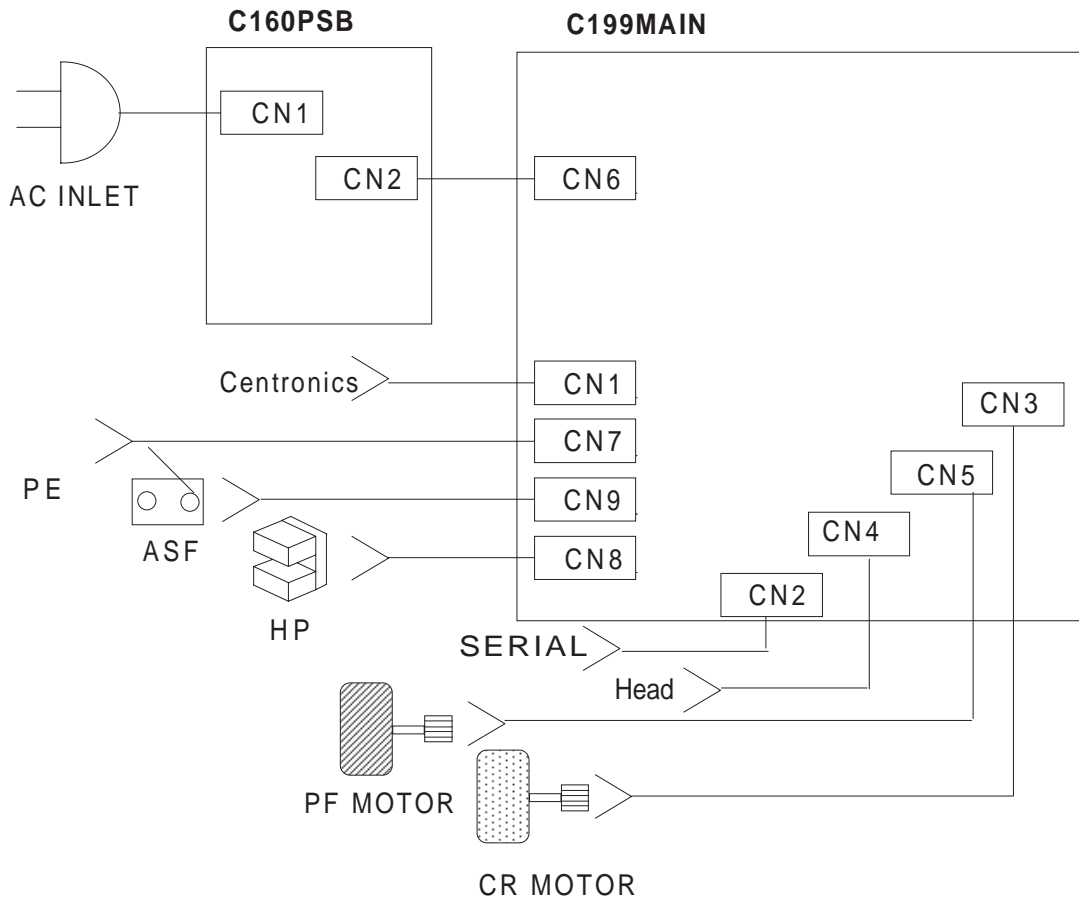 C160PSB
C199MAIN
CN1
AC INLET
CN2
CN6
Centronics
CN1
CN3
CN7
PE
CN5
ASF
CN9
CN4
HP
CN8
CN2
SERIAL
Head
PF MOTOR
CR MOTOR